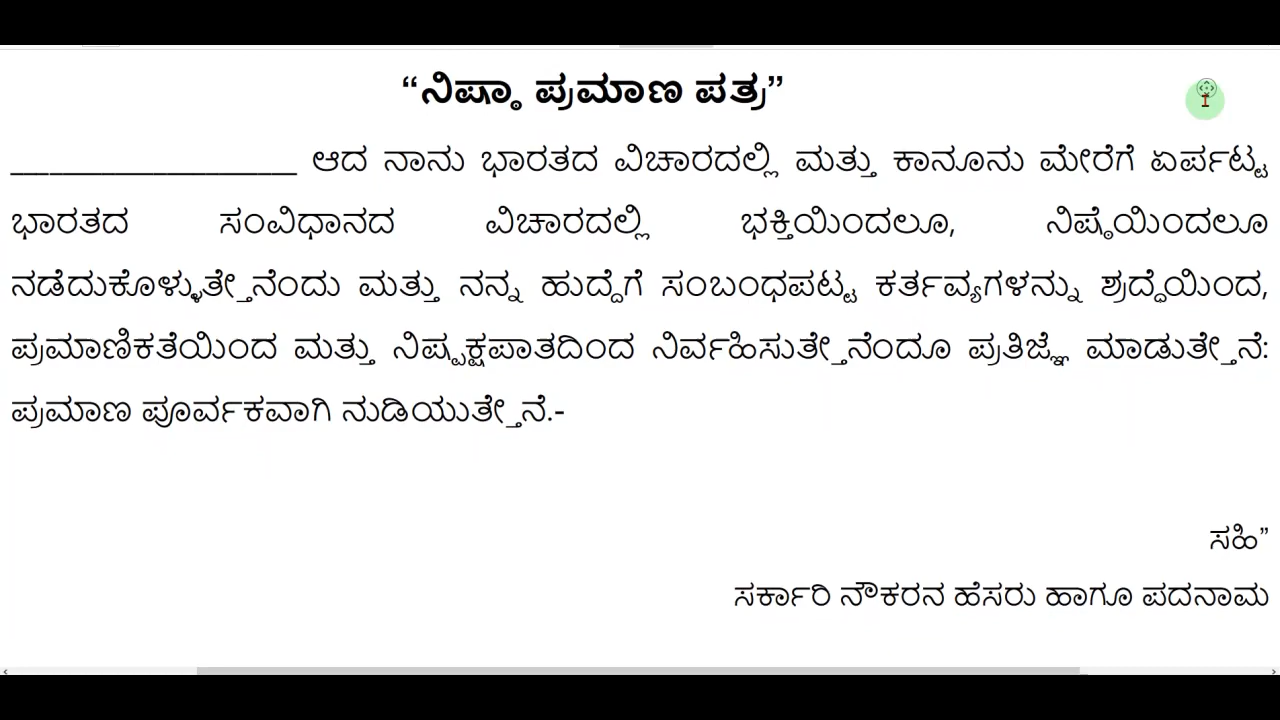 “ನಿಷ್ಠಾ ಪ್ರಮಾಣ ಪತ್ರ”
______________________ ಆದ ನಾನು ಭಾರತದ ವಿಚಾರದಲ್ಲಿ ಮತ್ತು ಕಾನೂನು ಮೇರೆಗೆ ಏರ್ಪಟ್ಟ
ಭಾರತದ ಸಂವಿಧಾನದ ವಿಚಾರದಲ್ಲಿ ಭಕ್ತಿಯಿಂದಲೂ, ನಿಷ್ಠೆಯಿಂದಲೂ
ನಡೆದುಕೊಳ್ಳುತ್ತೇನೆಂದು ಮತ್ತು ನನ್ನ ಹುದ್ದೆಗೆ ಸಂಬಂಧಪಟ್ಟ ಕರ್ತವ್ಯಗಳನ್ನು ಶ್ರದ್ಧೆಯಿಂದ,
ಪ್ರಮಾಣಿಕತೆಯಿಂದ ಮತ್ತು ನಿಷ್ಪಕ್ಷಪಾತದಿಂದ ನಿರ್ವಹಿಸುತ್ತೇನೆಂದೂ ಪ್ರತಿಜ್ಞೆ ಮಾಡುತ್ತೇನೆ:
ಪ್ರಮಾಣ ಪೂರ್ವಕವಾಗಿ ನುಡಿಯುತ್ತೇನೆ.-
ಸಹಿ”
ಸರ್ಕಾರಿ ನೌಕರನ ಹೆಸರು ಹಾಗೂ ಪದನಾಮ